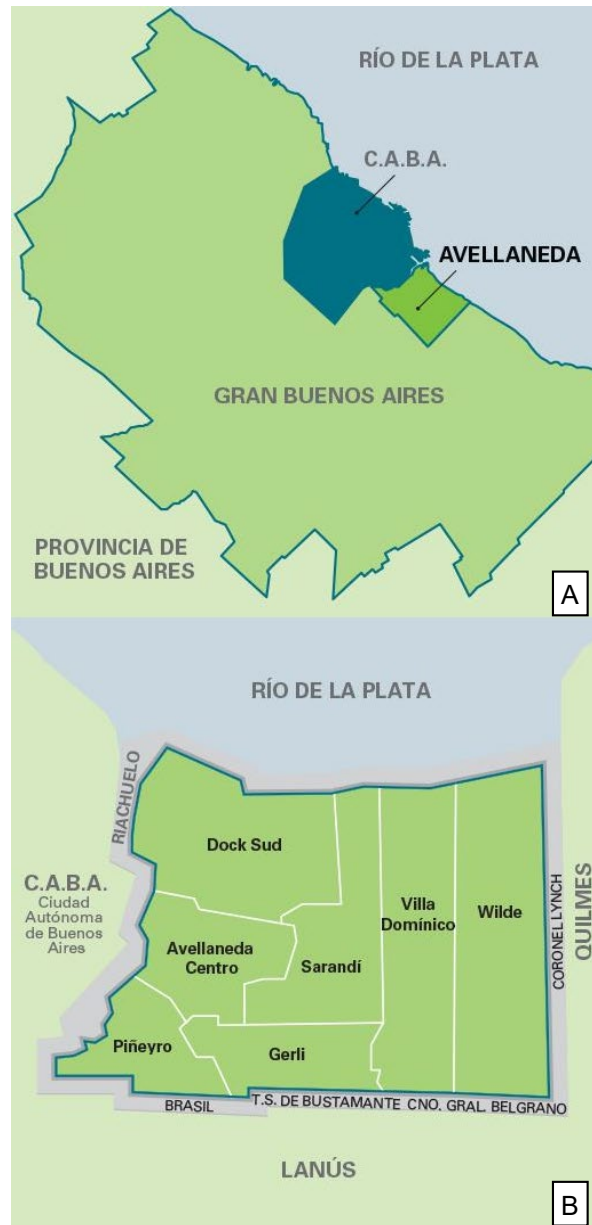 RÍO DE LA PLATA
C.A.B.A.
AVELLANEDA
GRAN BUENOS AIRES
PROVINCIA DE
BUENOS AIRES
A
RÍO DE LA PLATA
RIACHUELO
Dock Sud
C.A.B.A.
Ciudad
Autónoma
de Buenos
Aires
Avellaneda
Centro
Sarandí
Villa
Domínico
Wilde
CORONEL LYNCH
QUILMES
Piñeyro
Gerli
BRASIL
T.S. DE BUSTAMANTE CNO. GRAL. BELGRANO
LANÚS
B